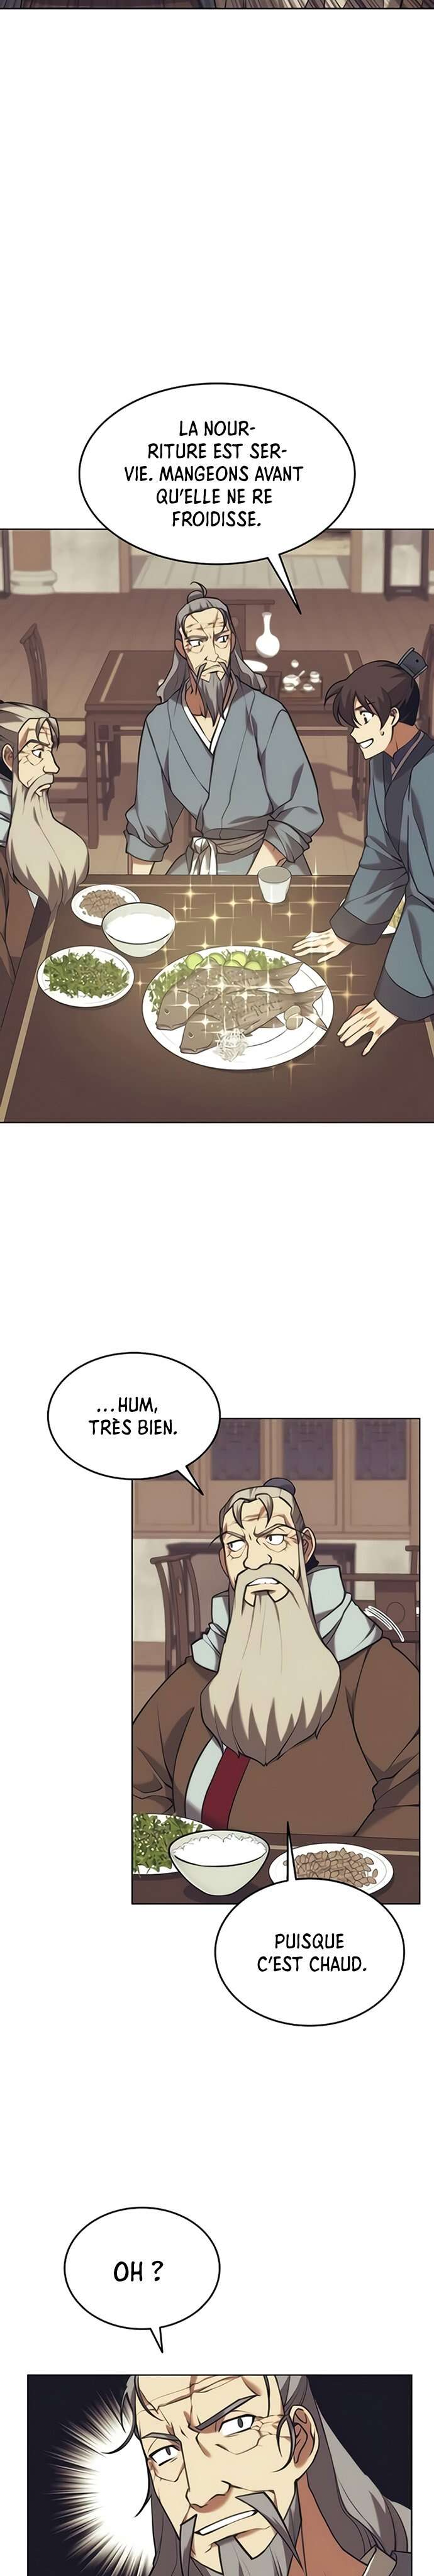 LA NOUR-
RITURE EST SER-
VIE. MANGEONS AVANT
QU'ELLE NE RE
FROIDISSE.
...HUM,
TRÈS BIEN.
PUISQUE
C'EST CHAUD.
OH ?